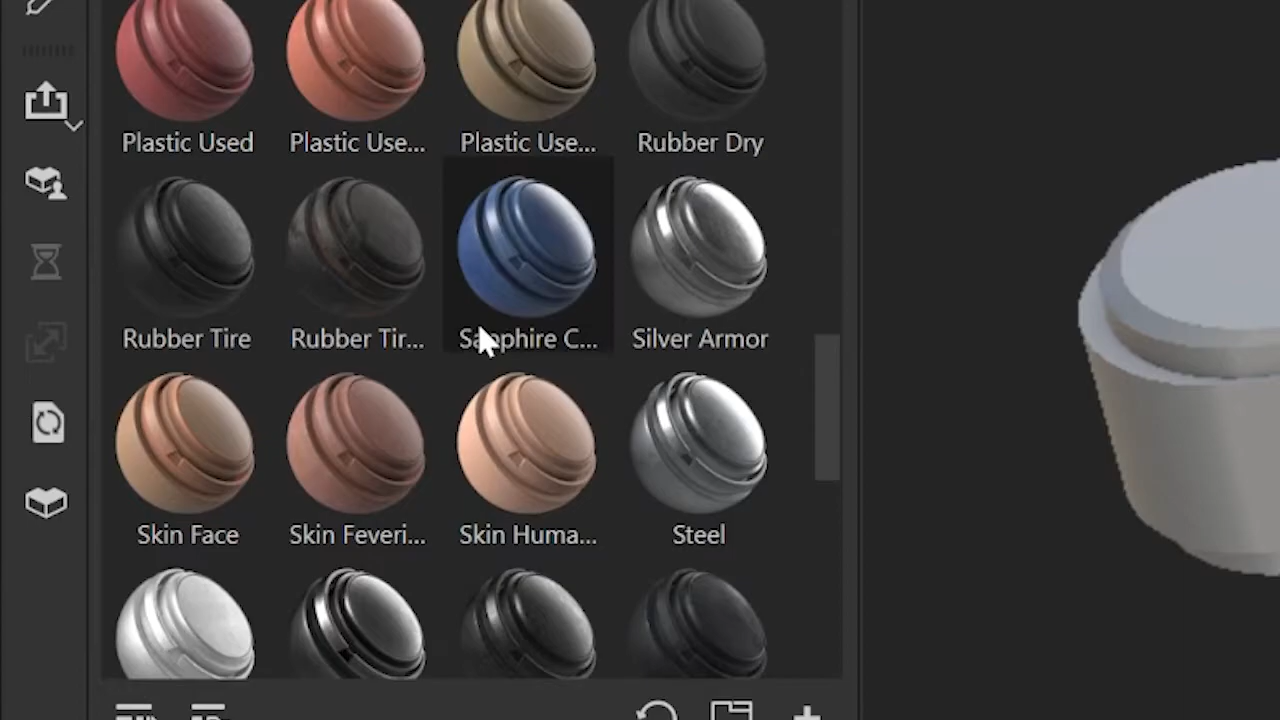 Plastic Used Plastic Use... Plastic Use... Rubber Dry
Rubber Tire Rubber Tir... Sapphire C... Silver Armor
Skin Face Skin Feveri... Skin Huma... Steel